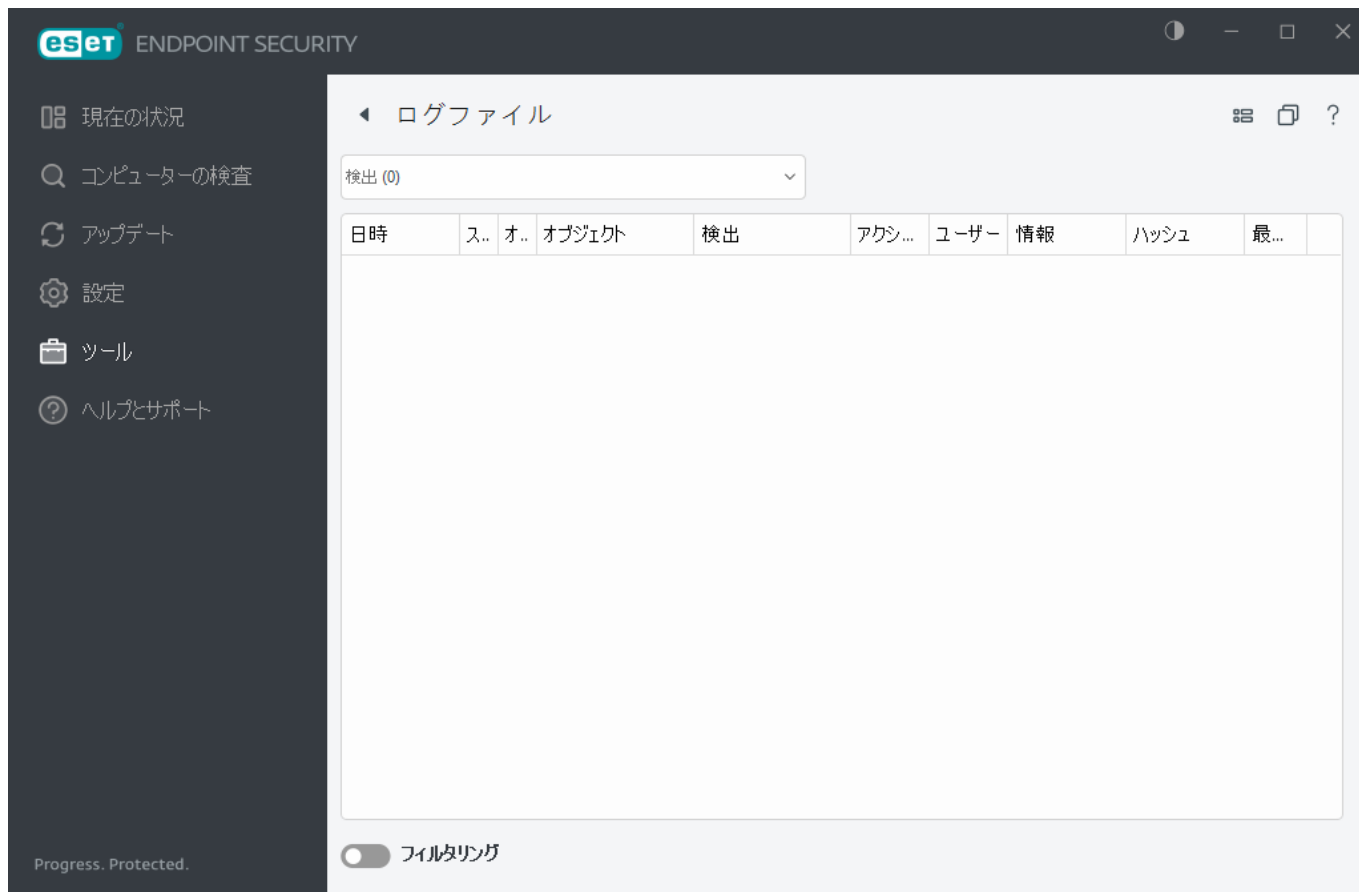 eset ENDPOINT SECURITY
現在の状況
コンピューターの検査
アップデート
設定
ツール
ヘルプとサポート
Progress. Protected.
ログファイル
?
検出 (0)
日時 ス.. オ.. オブジェクト 検出 アクシ... ユーザー 情報 ハッシュ 最...
フィルタリング